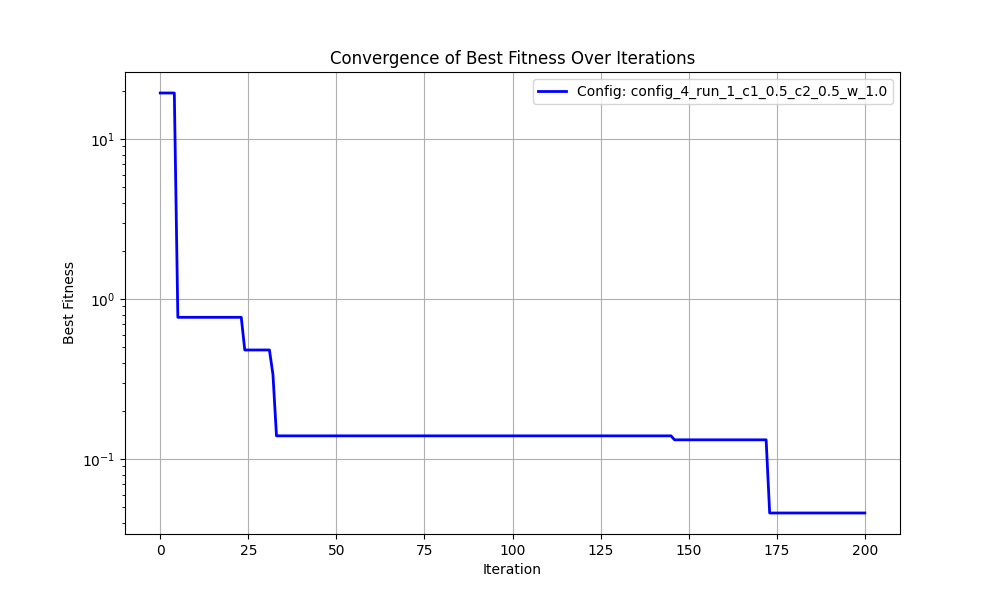 Convergence of Best Fitness Over Iterations
Config: config_4_run_1_c1_0.5_c2_0.5_w_1.0
10¹
10⁰
10⁻¹
Best Fitness
0 25 50 75 100 125 150 175 200
Iteration